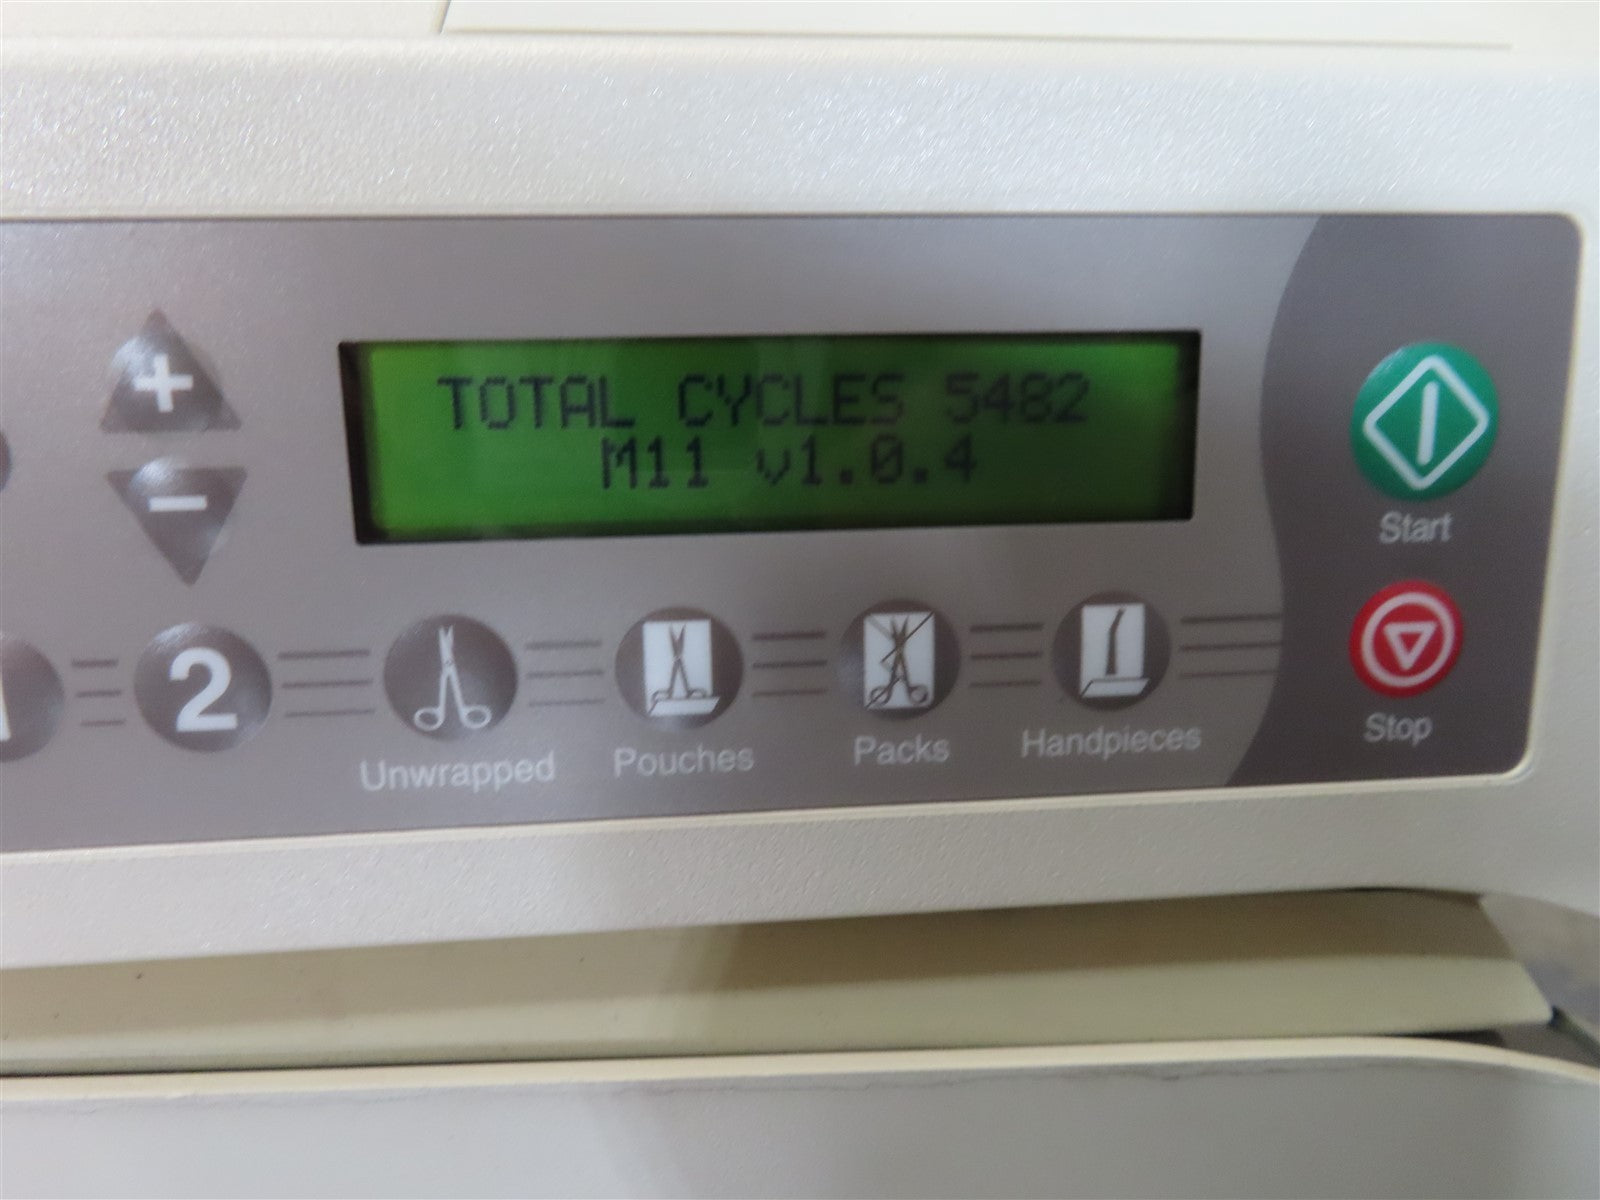 TOTAL CYCLES 5482
M11 v1.0.4
+
-
Start
2
Unwrapped
Pouches
Packs
Handpieces
Stop